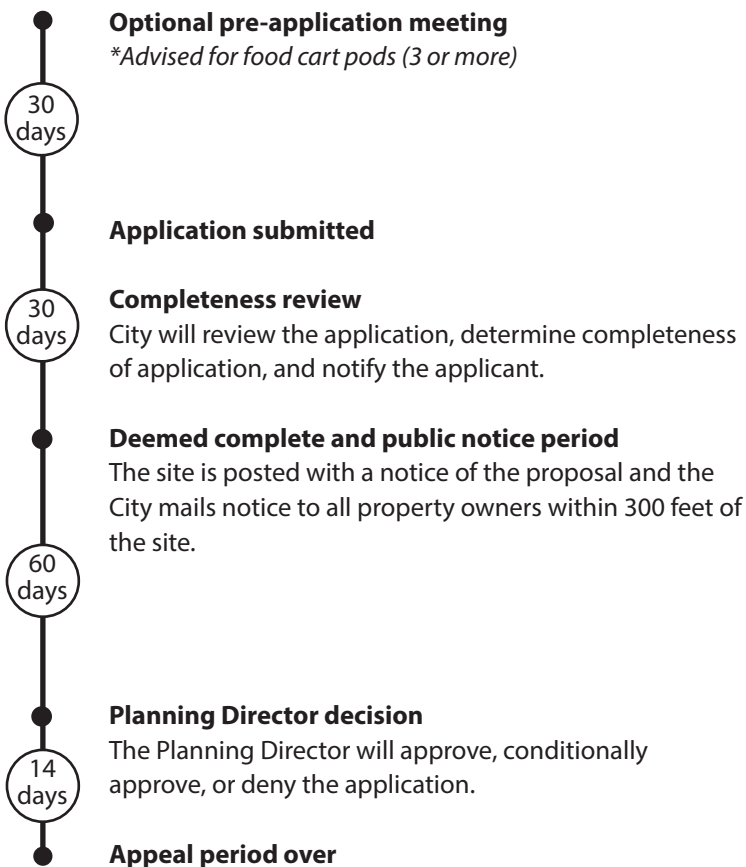 Optional pre-application meeting
*Advised for food cart pods (3 or more)
30
days
Application submitted
Completeness review
30
days
City will review the application, determine completeness
of application, and notify the applicant.
Deemed complete and public notice period
The site is posted with a notice of the proposal and the
City mails notice to all property owners within 300 feet of
the site.
60
days
Planning Director decision
The Planning Director will approve, conditionally
approve, or deny the application.
14
days
Appeal period over